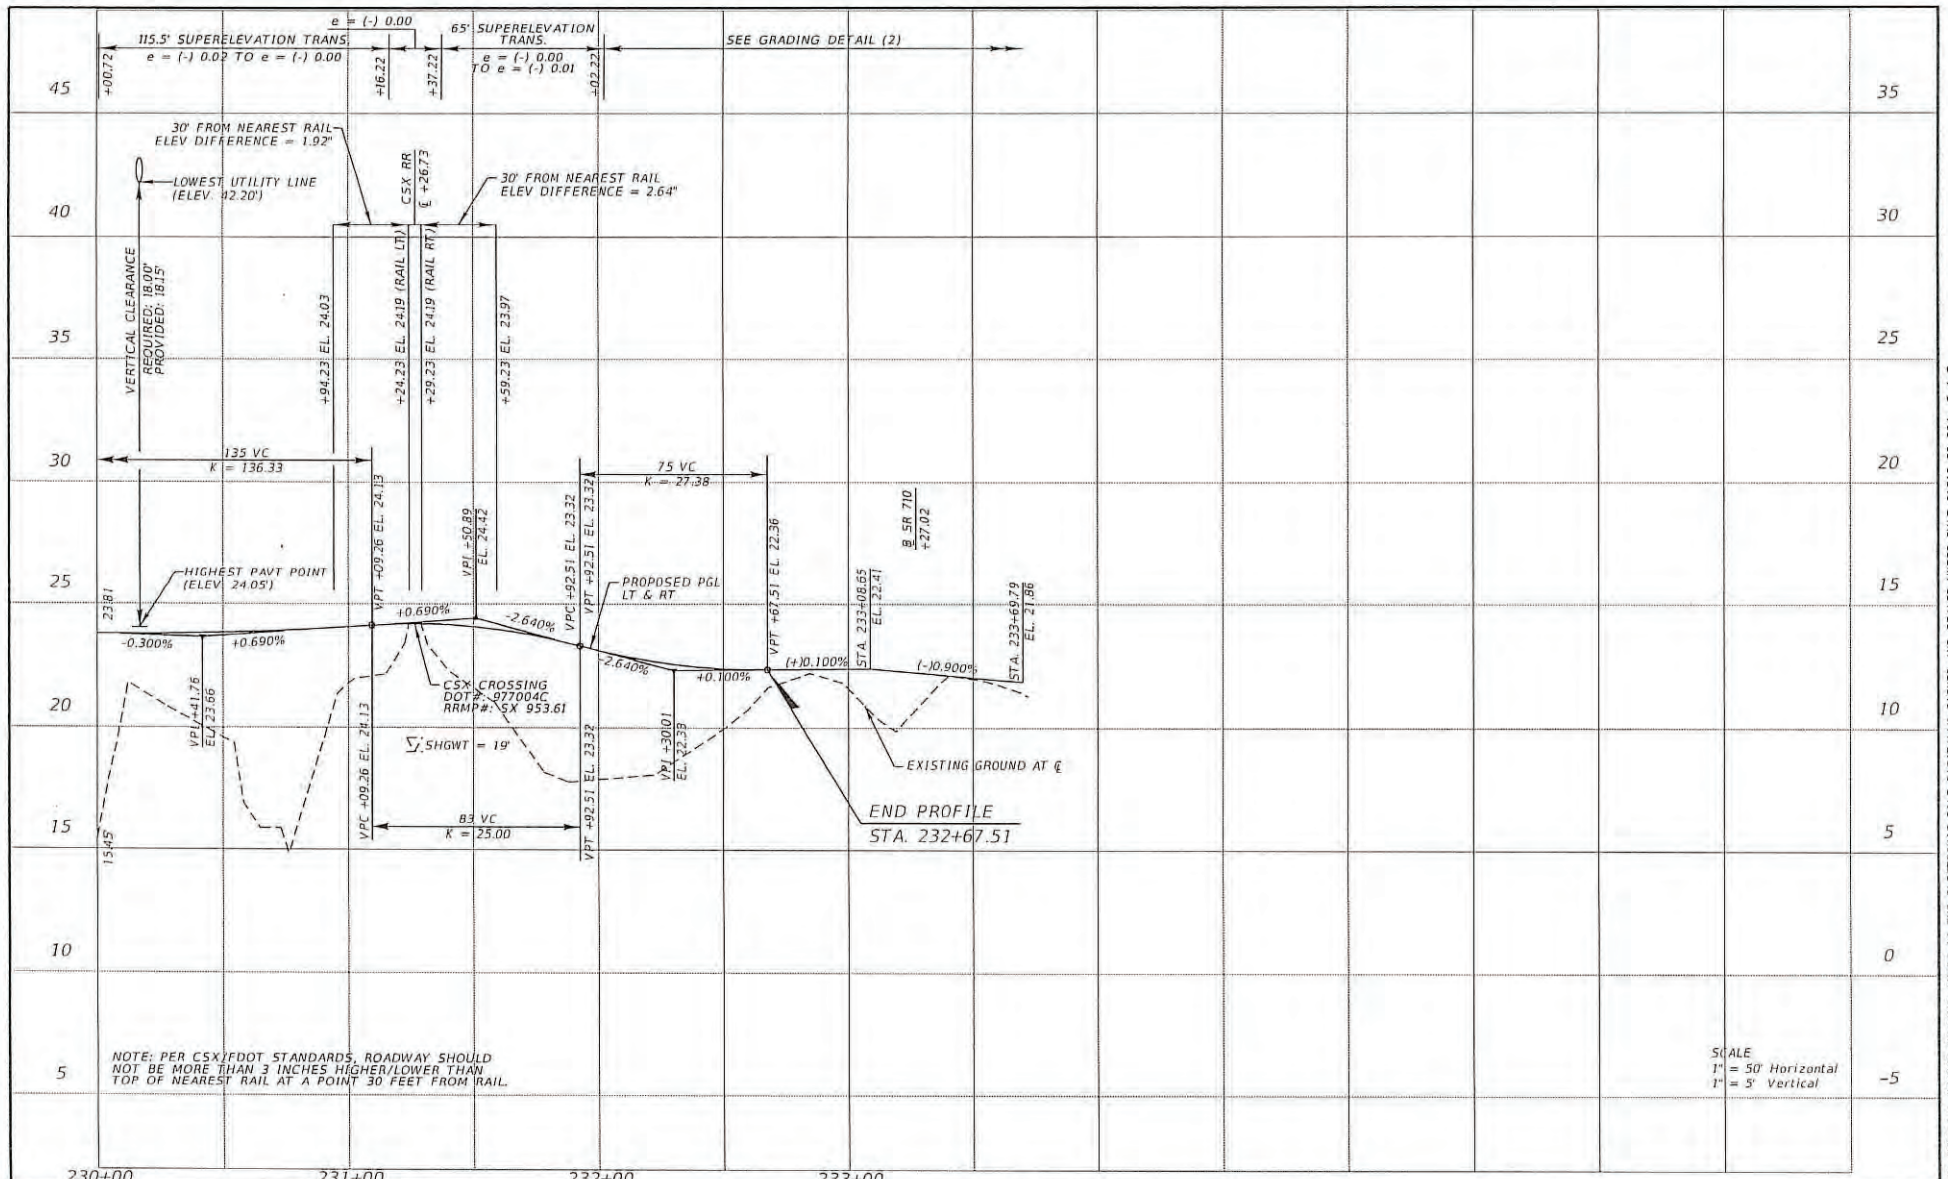 e = (-) 0.00
115.5' SUPERELEVATION TRANS.
e = (-) 0.02 TO e = (-) 0.00
65' SUPERELEVATION
TRANS.
e = (-) 0.00
TO e = (-) 0.01
SEE GRADING DETAIL (2)
+00.72
+16.22
+37.22
+02.22
45
35
30' FROM NEAREST RAIL
ELEV DIFFERENCE = 1.92"
LOWEST UTILITY LINE
(ELEV. 42.20')
CSX RR
℄ +26.73
30' FROM NEAREST RAIL
ELEV DIFFERENCE = 2.64"
40
30
VERTICAL CLEARANCE
REQUIRED: 18.00'
PROVIDED: 18.15'
+94.23 EL. 24.03
+24.23 EL. 24.19 (RAIL LT)
+29.23 EL. 24.19 (RAIL RT)
+59.23 EL. 23.97
35
25
30
20
135 VC
K = 136.33
75 VC
K = 27.38
VPT +09.26 EL. 24.13
VPI +50.89
EL. 24.42
VPC +92.51 EL. 23.32
VPT +92.51 EL. 23.32
VPT +67.51 EL 22.36
B SR 710
+27.02
25
15
HIGHEST PAVT POINT
(ELEV. 24.05')
23.81
PROPOSED PGL
LT & RT
STA. 233+08.65
EL. 22.41
STA. 233+69.79
EL. 21.86
-0.300%
+0.690%
+0.690%
-2.640%
-2.640%
+0.100%
(+)0.100%
(-)0.900%
20
10
VPI +41.76
EL 23.66
CSX CROSSING
DOT#: 977004C
RRMP#: SX 953.61
SHGWT = 19'
VPC +09.26 EL. 24.13
VPT +92.51 EL. 23.32
VPI +30.01
EL. 22.33
EXISTING GROUND AT ℄
END PROFILE
STA. 232+67.51
15
5
15.45
83 VC
K = 25.00
10
0
NOTE: PER CSX/FDOT STANDARDS, ROADWAY SHOULD
NOT BE MORE THAN 3 INCHES HIGHER/LOWER THAN
TOP OF NEAREST RAIL AT A POINT 30 FEET FROM RAIL.
5
-5
SCALE
1" = 50' Horizontal
1" = 5' Vertical
230+00
231+00
232+00
233+00